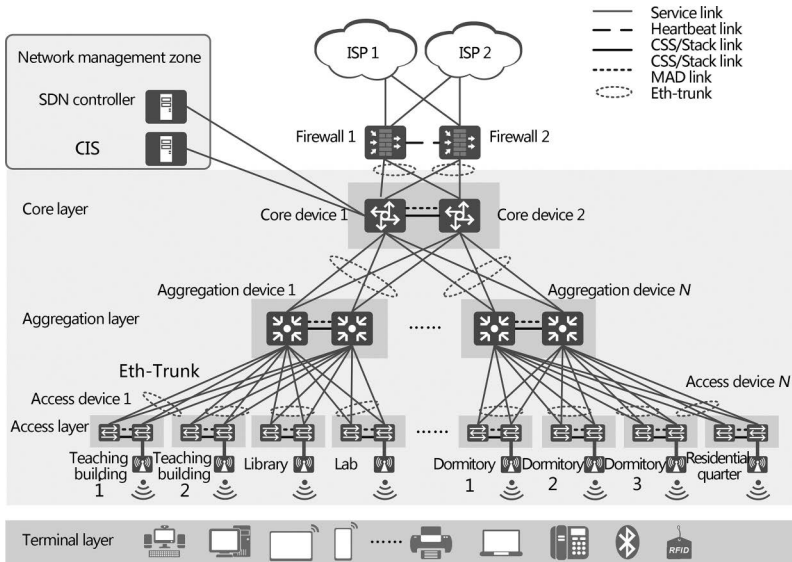 Service link
Heartbeat link
CSS/Stack link
CSS/Stack link
MAD link
Eth-trunk
ISP 1
ISP 2
Network management zone
SDN controller
CIS
Firewall 1
Firewall 2
Core layer
Core device 1
Core device 2
Aggregation device 1
Aggregation device N
Aggregation layer
......
Eth-Trunk
Access device 1
Access device N
Access layer
......
Teaching
building
1
Teaching
building
2
Library
Lab
Dormitory
1
Dormitory
2
Dormitory
3
Residential
quarter
Terminal layer
......
RFID